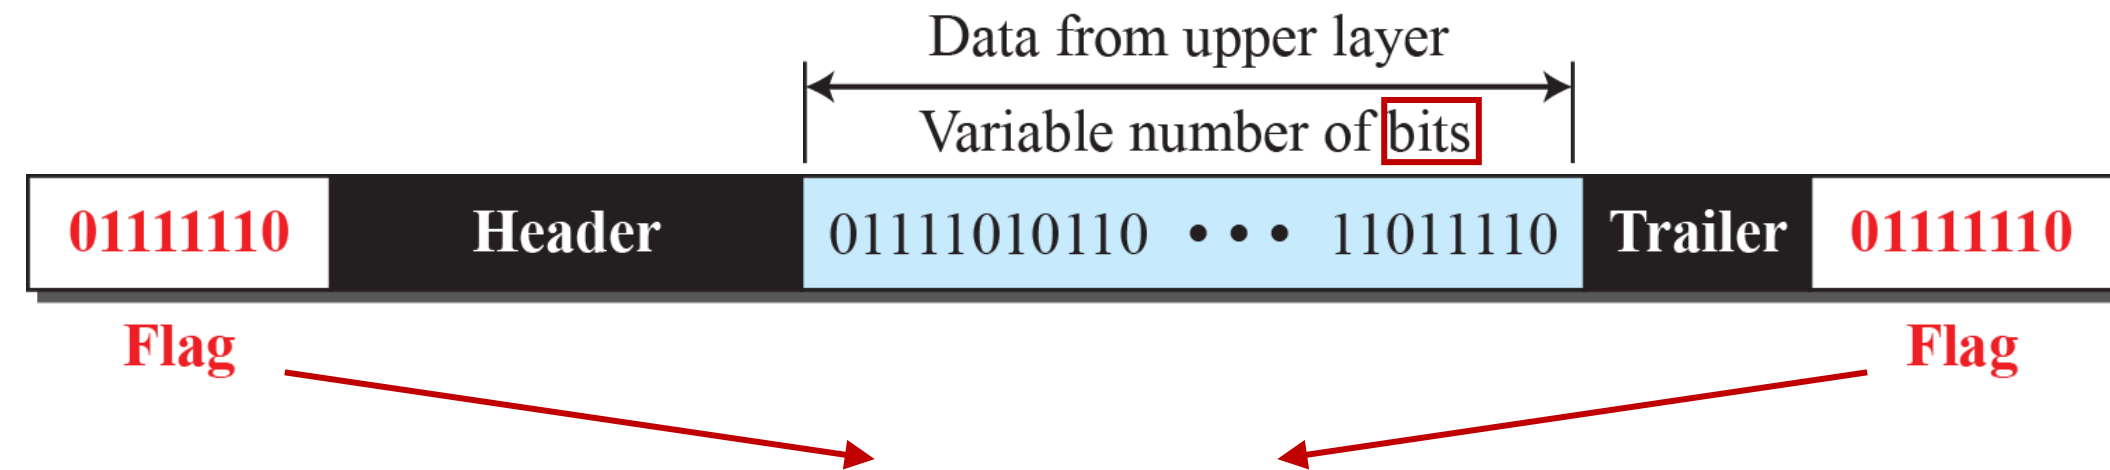 Data from upper layer
Variable number of bits
01111110 Header 01111010110 • • • 11011110 Trailer 01111110
Flag Flag